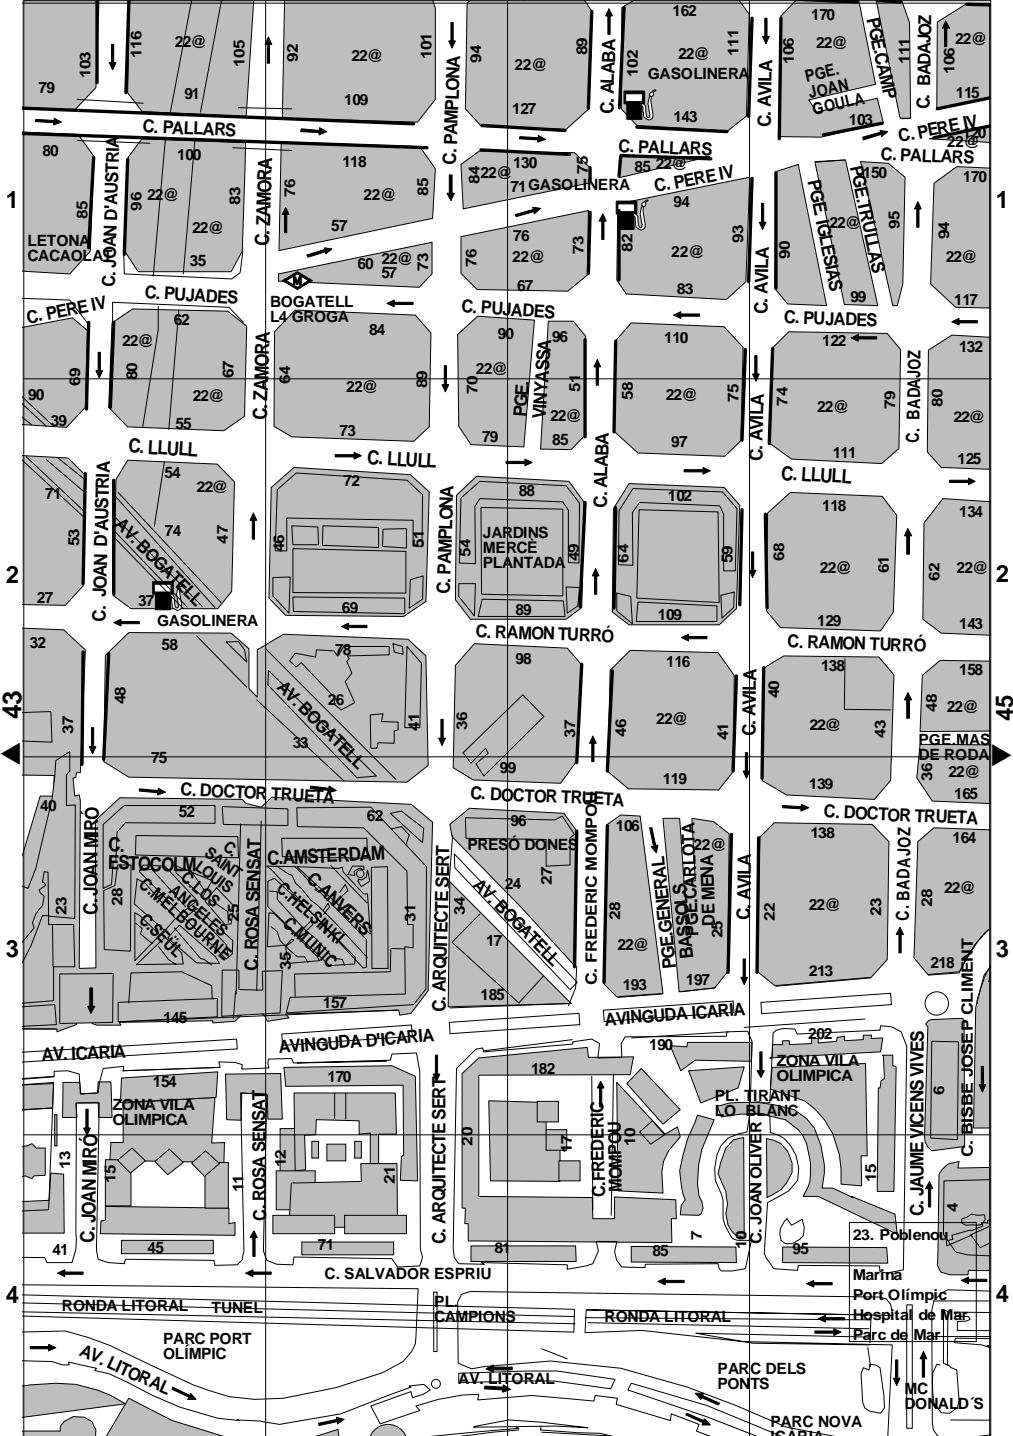 116
22@
105
92
22@
101
94
89
C. ALABA
162
102
22@
111
GASOLINERA
170
106
22@
PGE.CAMP
111
C. BADAJOZ
22@
106
103
79
91
109
C. PAMPLONA
22@
127
143
C. AVILA
PGE.
JOAN
GOULA
103
115
C. PALLARS
C. PERE IV
120
22@
C. PALLARS
C. PALLARS
80
C. JOAN D'AUSTRIA
100
118
84
22@
130
75
85
22@
150
170
1
85
96
22@
83
C. ZAMORA
76
22@
85
71
GASOLINERA
C. PERE IV
94
PGE IGLESIAS
PGE.TRULLAS
22@
95
1
LETONA
CACAOLA
22@
35
57
76
22@
73
82
22@
93
90
94
22@
60
22@
57
73
76
67
83
C. AVILA
99
117
M
BOGATELL
L4 GROGA
C. PUJADES
C. PERE IV
62
84
C. PUJADES
C. PUJADES
22@
69
80
67
22@
55
C. ZAMORA
64
22@
89
73
90
22@
70
PGE
VINYASSA
96
51
22@
79
85
110
58
22@
75
97
122
74
22@
79
111
C. BADAJOZ
132
80
22@
125
90
39
C. LLULL
C. LLULL
C. LLULL
71
C. JOAN D'AUSTRIA
54
22@
74
47
AV. BOGATELL
37
53
27
72
46
51
69
C. PAMPLONA
88
54
JARDINS
MERCÈ
PLANTADA
49
89
C. ALABA
102
64
59
109
C. AVILA
118
68
22@
61
129
134
62
22@
143
2
2
GASOLINERA
C. RAMON TURRÓ
C. RAMON TURRÓ
32
58
78
98
116
138
158
43
37
48
26
AV. BOGATELL
33
41
36
37
46
22@
41
C. AVILA
40
22@
43
48
22@
45
75
99
119
139
PGE.MAS
DE RODA
36
22@
165
C. DOCTOR TRUETA
C. DOCTOR TRUETA
C. DOCTOR TRUETA
40
C. JOAN MIRÓ
52
62
C.
ESTOCOLM
C.
SAINT
LOUIS
C.LOS
ANGELES
C.MELBOURNE
C.SEÜL
25
28
23
C. ROSA SENSAT
C.AMSTERDAM
C.ANVERS
C.HELSINKI
C.MUNIC
35
31
145
157
C. ARQUITECTE SERT
96
PRESÓ DONES
34
24
27
AV. BOGATELL
17
185
C. FREDERIC MOMPOU
106
28
22@
193
PGE.GENERAL
BASSOLS
PGE.CARLOTA
DE MENA
22@
25
197
C. AVILA
138
22
22@
23
213
C. BADAJOZ
164
28
22@
218
3
3
AV. ICARIA
AVINGUDA D'ICARIA
AVINGUDA ICARIA
C. BISBE JOSEP CLIMENT
154
ZONA VILA
OLIMPICA
170
182
190
202
ZONA VILA
OLIMPICA
PL. TIRANT
LO BLANC
6
C. JAUME VICENS VIVES
13
C. JOAN MIRÓ
15
11
C. ROSA SENSAT
12
21
C. ARQUITECTE SERT
20
17
C.FREDERIC
MOMPOU
10
7
10
C. JOAN OLIVER
15
4
41
45
71
81
85
95
C. SALVADOR ESPRIU
23. Poblenou
Marina
Port Olímpic
Hospital de Mar
Parc de Mar
4
4
RONDA LITORAL
TUNEL
PL.
CAMPIONS
RONDA LITORAL
PARC PORT
OLÍMPIC
AV. LITORAL
AV. LITORAL
PARC DELS
PONTS
MC
DONALD´S
PARC NOVA
ICARIA